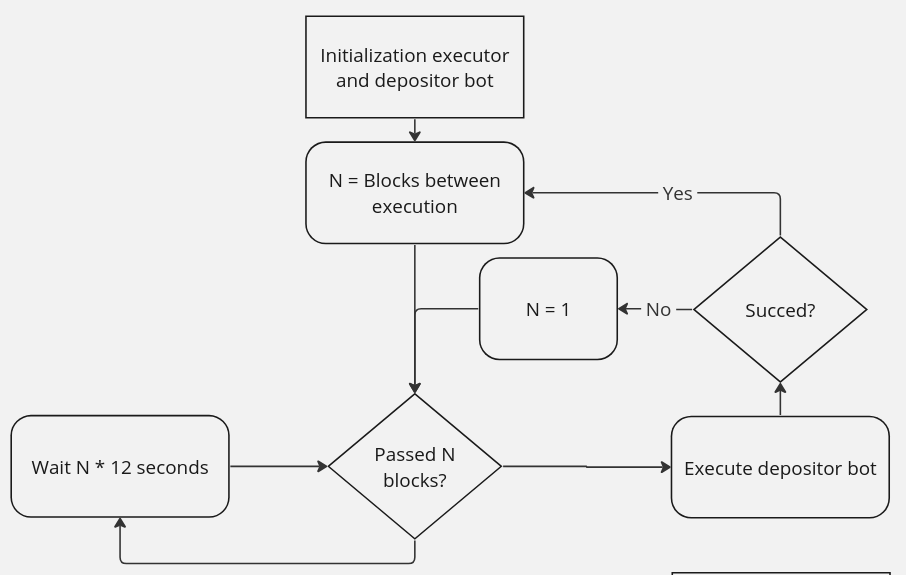 Initialization executor
and depositor bot
N = Blocks between
execution
Yes
N = 1
No
Succed?
Wait N * 12 seconds
Passed N
blocks?
Execute depositor bot